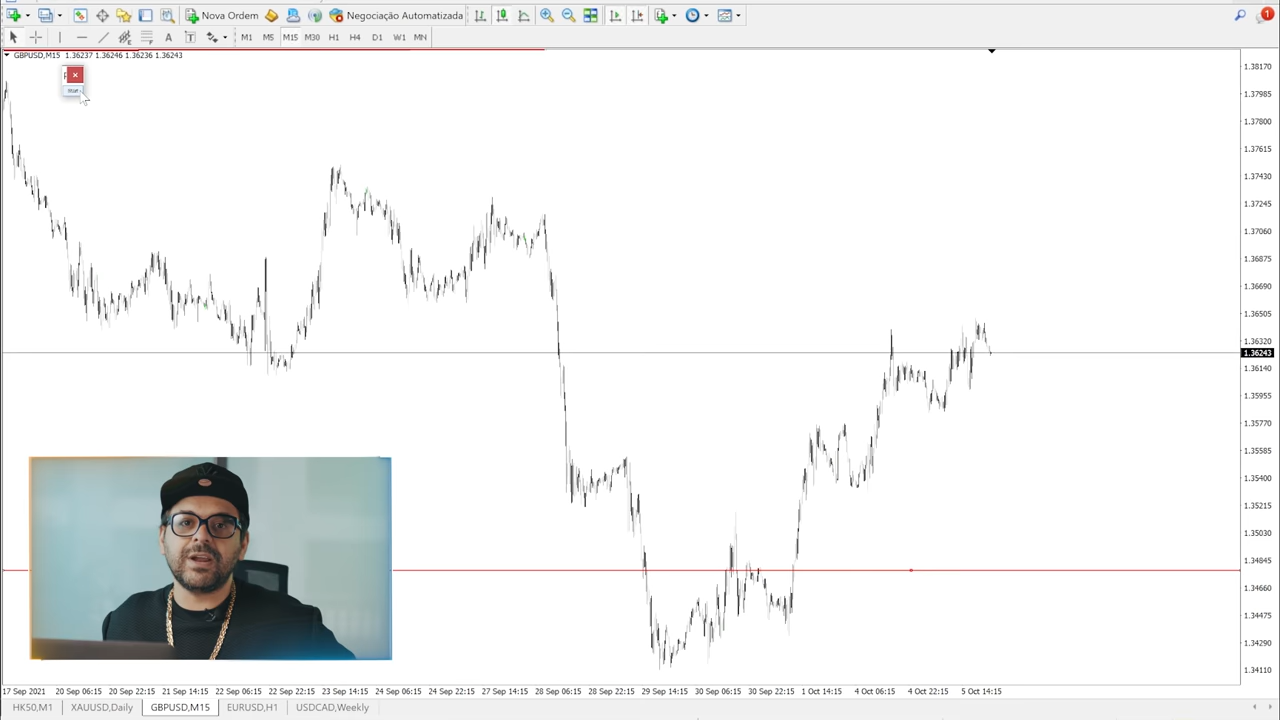 Nova Ordem
Negociação Automatizada
1
A
T
M1 M5 M15 M30 H1 H4 D1 W1 MN
GBPUSD,M15 1.36237 1.36246 1.36236 1.36243
true
1.38170
1.37985
1.37800
1.37615
1.37430
1.37245
1.37060
1.36875
1.36690
1.36505
1.36320
1.36243
1.36140
1.35955
1.35770
1.35585
1.35400
1.35215
1.35030
1.34845
1.34660
1.34475
1.34290
1.34110
17 Sep 2021 20 Sep 06:15 20 Sep 22:15 21 Sep 14:15 22 Sep 06:15 22 Sep 22:15 23 Sep 14:15 24 Sep 06:15 24 Sep 22:15 27 Sep 14:15 28 Sep 06:15 28 Sep 22:15 29 Sep 14:15 30 Sep 06:15 30 Sep 22:15 1 Oct 14:15 4 Oct 06:15 4 Oct 22:15 5 Oct 14:15
HK50,M1 XAUUSD,Daily GBPUSD,M15 EURUSD,H1 USDCAD,Weekly